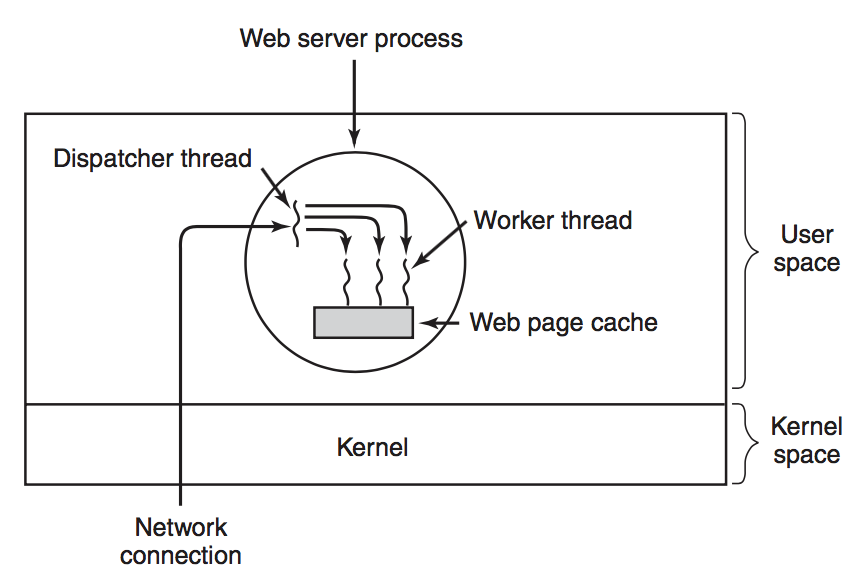 Web server process
Dispatcher thread
Worker thread
User
space
Web page cache
Kernel
Kernel
space
Network
connection